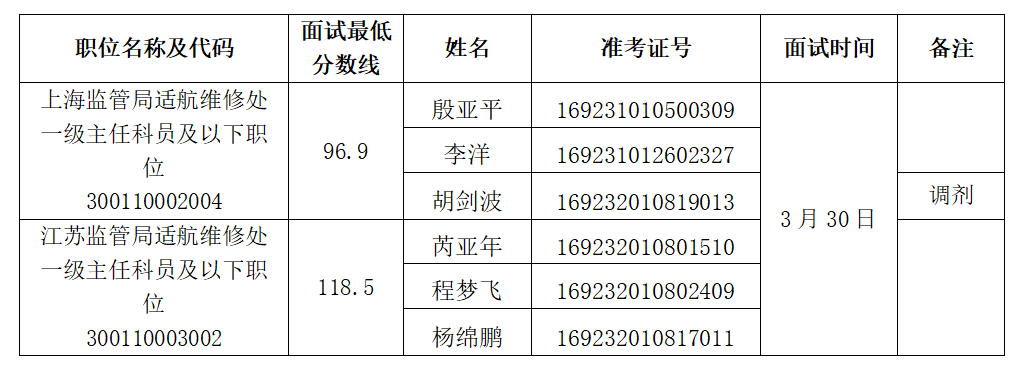 职位名称及代码
面试最低
分数线
姓名
准考证号
面试时间
备注
上海监管局适航维修处
一级主任科员及以下职
位
300110002004
96.9
殷亚平
169231010500309
李洋
169231012602327
胡剑波
169232010819013
调剂
3月30日
江苏监管局适航维修处
一级主任科员及以下职
位
300110003002
118.5
芮亚年
169232010801510
程梦飞
169232010802409
杨绵鹏
169232010817011